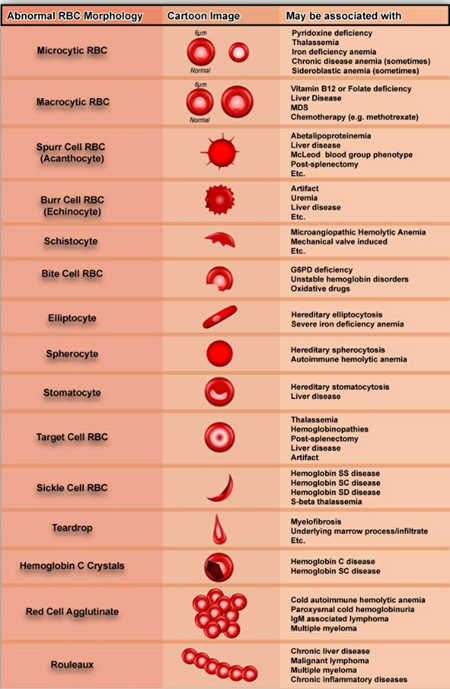 Abnormal RBC Morphology Cartoon Image May be associated with
Microcytic RBC
6µm
Normal
Pyridoxine deficiency
Thalassemia
Iron deficiency anemia
Chronic disease anemia (sometimes)
Sideroblastic anemia (sometimes)
Macrocytic RBC
6µm
Normal
Vitamin B12 or Folate deficiency
Liver Disease
MDS
Chemotherapy (e.g. methotrexate)
Spurr Cell RBC
(Acanthocyte)
Abetalipoproteinemia
Liver disease
McLeod blood group phenotype
Post-splenectomy
Etc.
Burr Cell RBC
(Echinocyte)
Artifact
Uremia
Liver disease
Etc.
Schistocyte
Microangiopathic Hemolytic Anemia
Mechanical valve induced
Etc.
Bite Cell RBC
G6PD deficiency
Unstable hemoglobin disorders
Oxidative drugs
Elliptocyte
Hereditary elliptocytosis
Severe iron deficiency anemia
Spherocyte
Hereditary spherocytosis
Autoimmune hemolytic anemia
Stomatocyte
Hereditary stomatocytosis
Liver disease
Target Cell RBC
Thalassemia
Hemoglobinopathies
Post-splenectomy
Liver disease
Artifact
Sickle Cell RBC
Hemoglobin SS disease
Hemoglobin SC disease
Hemoglobin SD disease
S-beta thalassemia
Teardrop
Myelofibrosis
Underlying marrow process/infiltrate
Etc.
Hemoglobin C Crystals
Hemoglobin C disease
Hemoglobin SC disease
Red Cell Agglutinate
Cold autoimmune hemolytic anemia
Paroxysmal cold hemoglobinuria
IgM associated lymphoma
Multiple myeloma
Rouleaux
Chronic liver disease
Malignant lymphoma
Multiple myeloma
Chronic inflammatory diseases